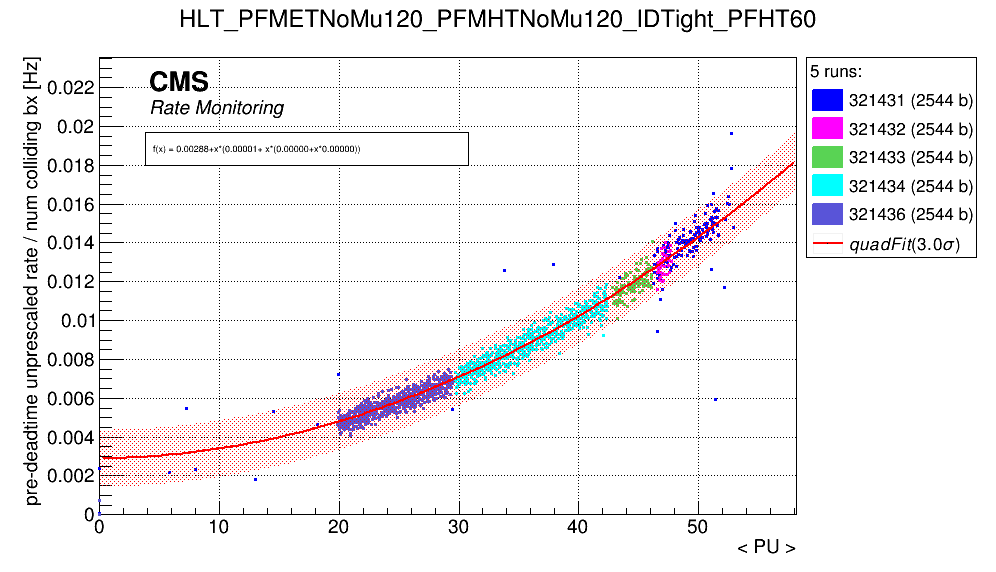 HLT_PFMETNoMu120_PFMHTNoMu120_IDTight_PFHT60
CMS
Rate Monitoring
f(x) = 0.00288+x*(0.00001+ x*(0.00000+x*0.00000))
pre-deadtime unprescaled rate / num colliding bx [Hz]
0.022
0.02
0.018
0.016
0.014
0.012
0.01
0.008
0.006
0.004
0.002
0
0 10 20 30 40 50
< PU >
5 runs:
321431 (2544 b)
321432 (2544 b)
321433 (2544 b)
321434 (2544 b)
321436 (2544 b)
quadFit(3.0σ)